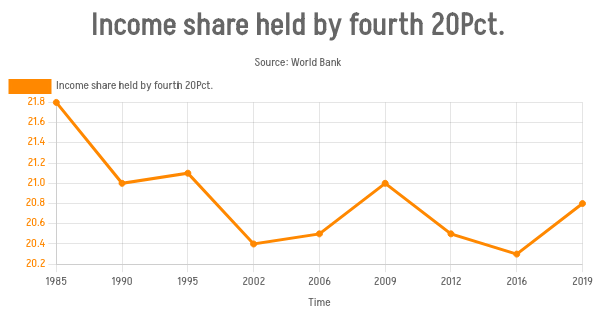 Income share held by fourth 20Pct.
Source: World Bank
Income share held by fourth 20Pct.
21.8
21.6
21.4
21.2
21.0
20.8
20.6
20.4
20.2
1985 1990 1995 2002 2006 2009 2012 2016 2019
Time